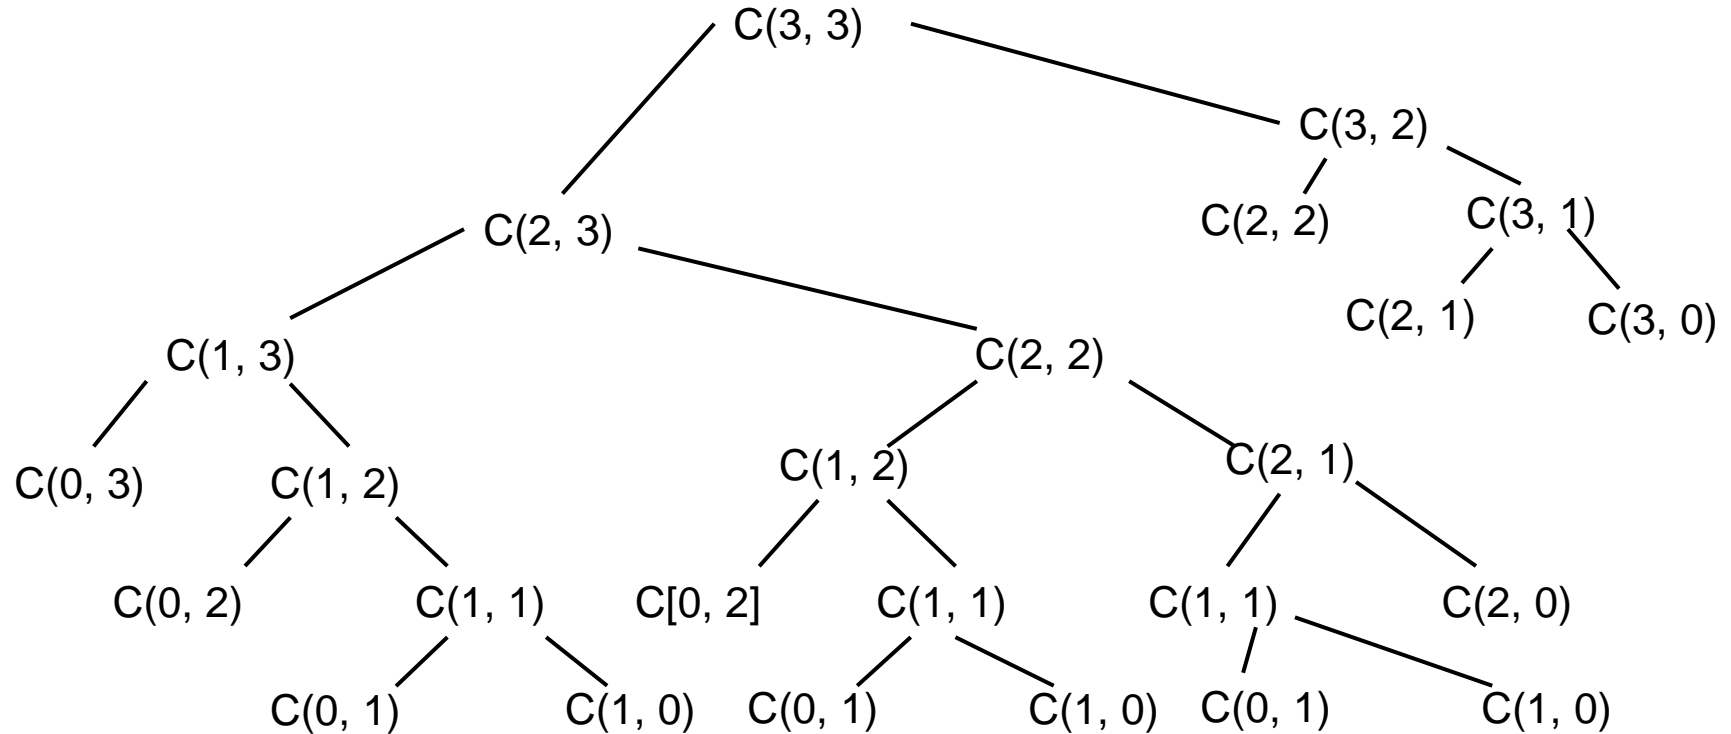 C(3, 3)
C(3, 2)
C(2, 2)
C(3, 1)
C(2, 3)
C(2, 1)
C(3, 0)
C(1, 3)
C(2, 2)
C(0, 3)
C(1, 2)
C(1, 2)
C(2, 1)
C(0, 2)
C(1, 1)
C[0, 2]
C(1, 1)
C(1, 1)
C(2, 0)
C(0, 1)
C(1, 0)
C(0, 1)
C(1, 0)
C(0, 1)
C(1, 0)